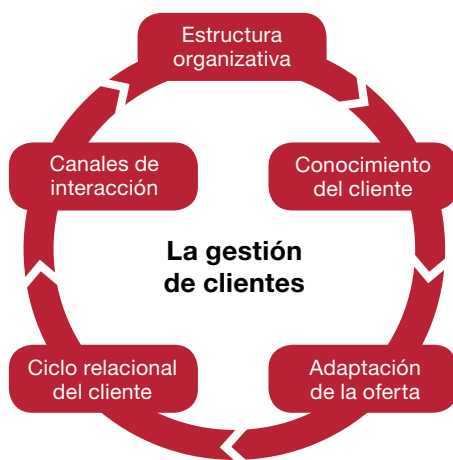 Estructura
organizativa
Canales de
interacción
Conocimiento
del cliente
La gestión
de clientes
Ciclo relacional
del cliente
Adaptación
de la oferta